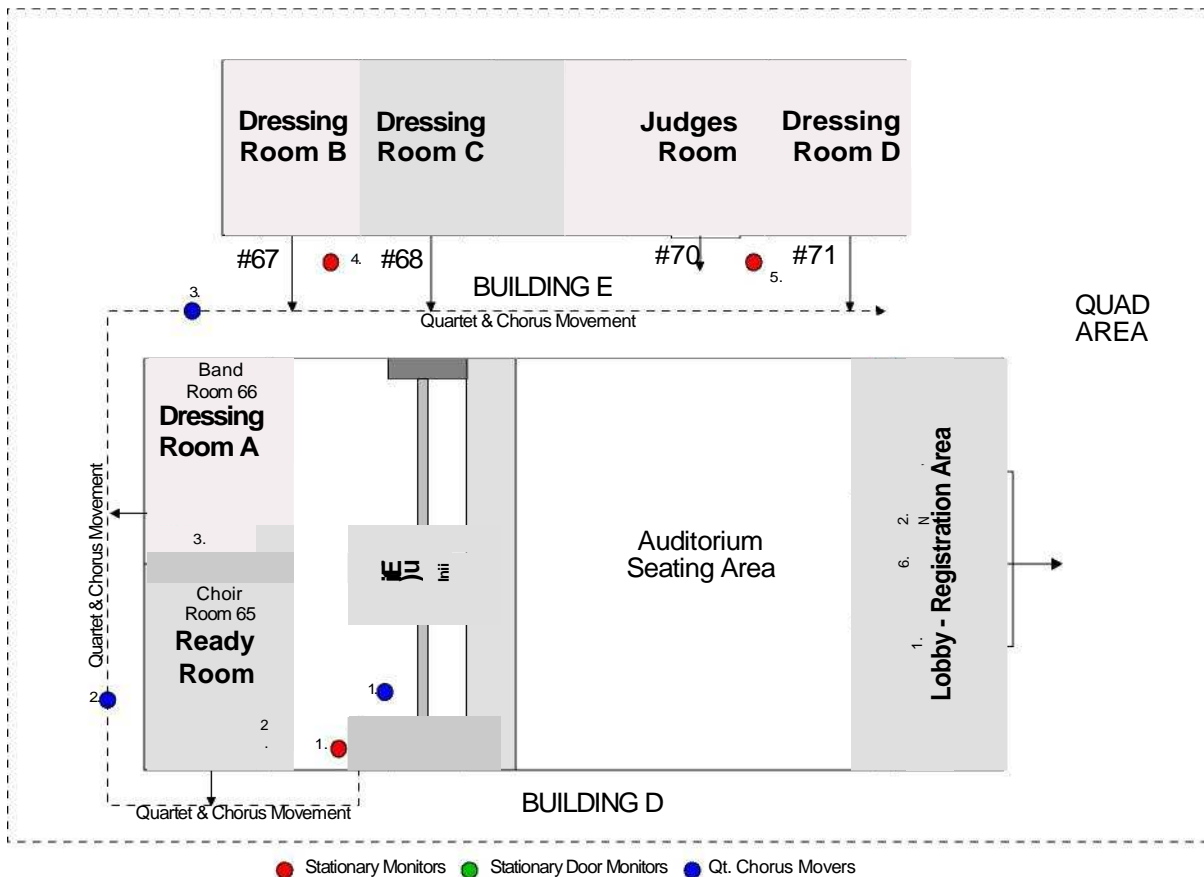 Dressing
Room B
Dressing
Room C
Judges
Room
Dressing
Room D
#67
4.
#68
#70
5.
#71
3.
BUILDING E
Quartet & Chorus Movement
QUAD
AREA
Band
Room 66
Dressing
Room A
3.
Choir
Room 65
Ready
Room
2
.
Quartet & Chorus Movement
2.
1.
1.
Auditorium
Seating Area
2.
N
6.
1.
Lobby - Registration Area
Quartet & Chorus Movement
BUILDING D
Stationary Monitors
Stationary Door Monitors
Qt. Chorus Movers